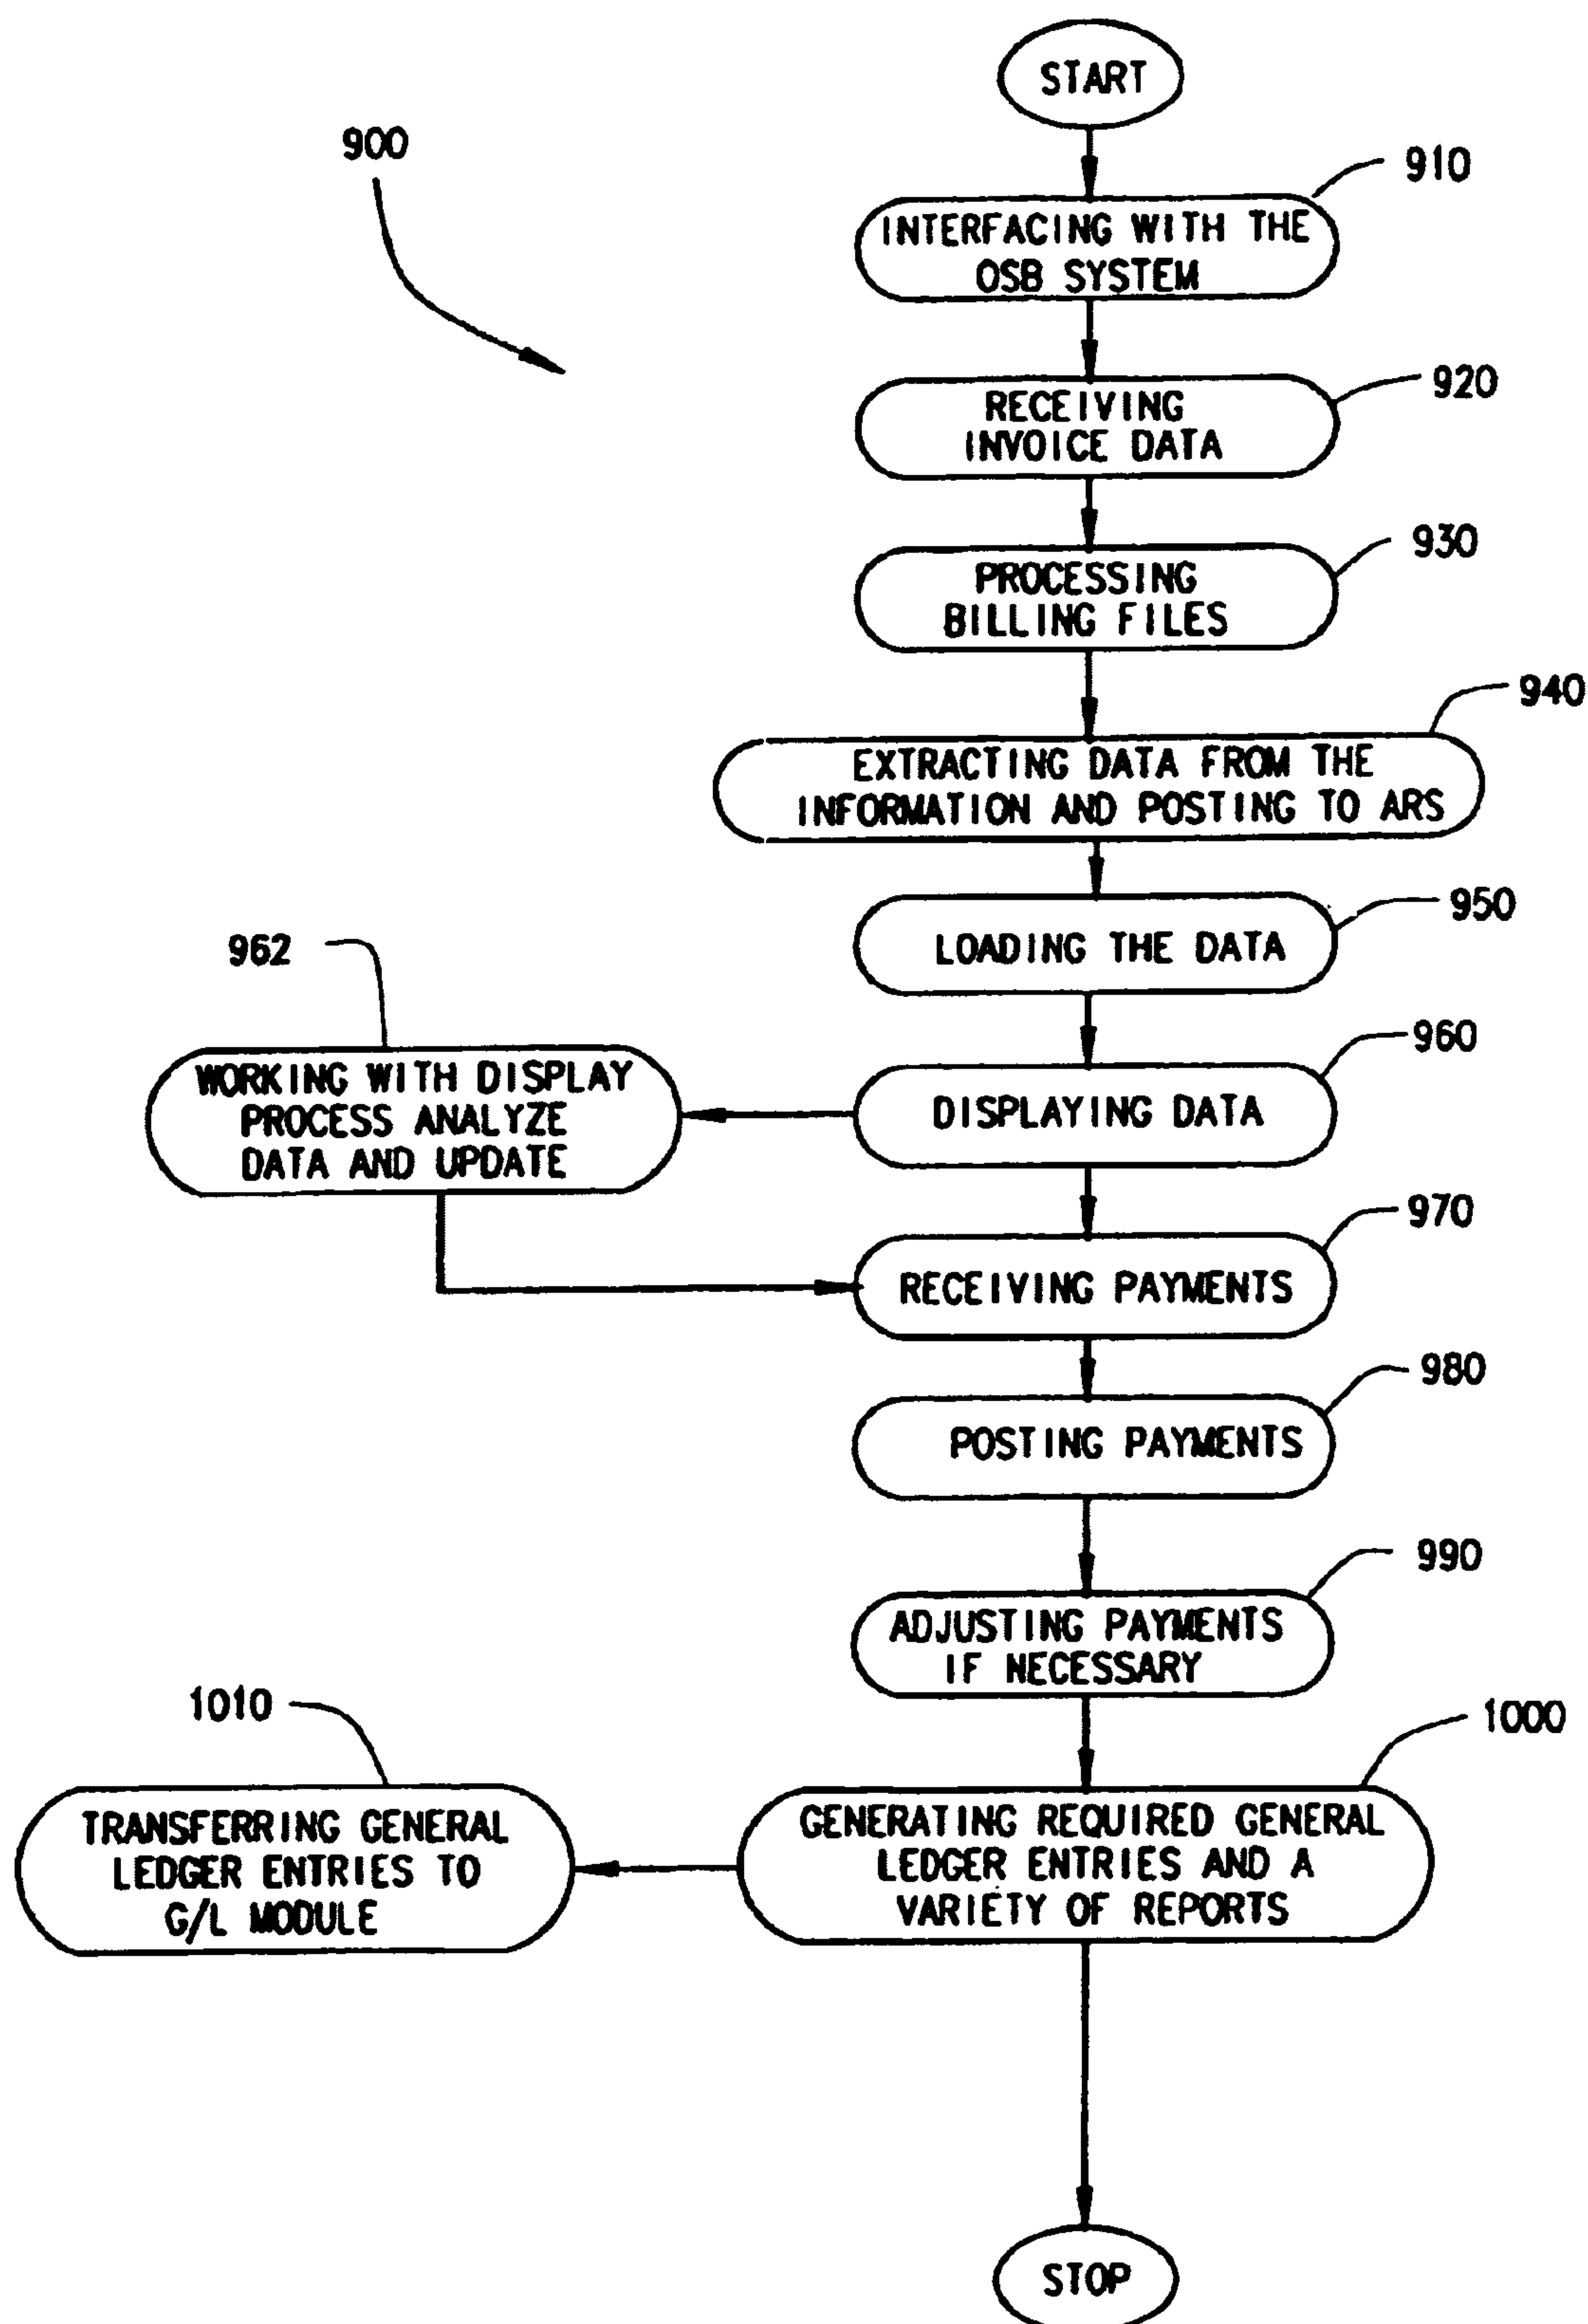 START
900
910
INTERFACING WITH THE
OSB SYSTEM
920
RECEIVING
INVOICE DATA
930
PROCESSING
BILLING FILES
940
EXTRACTING DATA FROM THE
INFORMATION AND POSTING TO ARS
950
LOADING THE DATA
962
960
WORKING WITH DISPLAY
PROCESS ANALYZE
DATA AND UPDATE
DISPLAYING DATA
970
RECEIVING PAYMENTS
980
POSTING PAYMENTS
990
ADJUSTING PAYMENTS
IF NECESSARY
1010
1000
TRANSFERRING GENERAL
LEDGER ENTRIES TO
G/L MODULE
GENERATING REQUIRED GENERAL
LEDGER ENTRIES AND A
VARIETY OF REPORTS
STOP